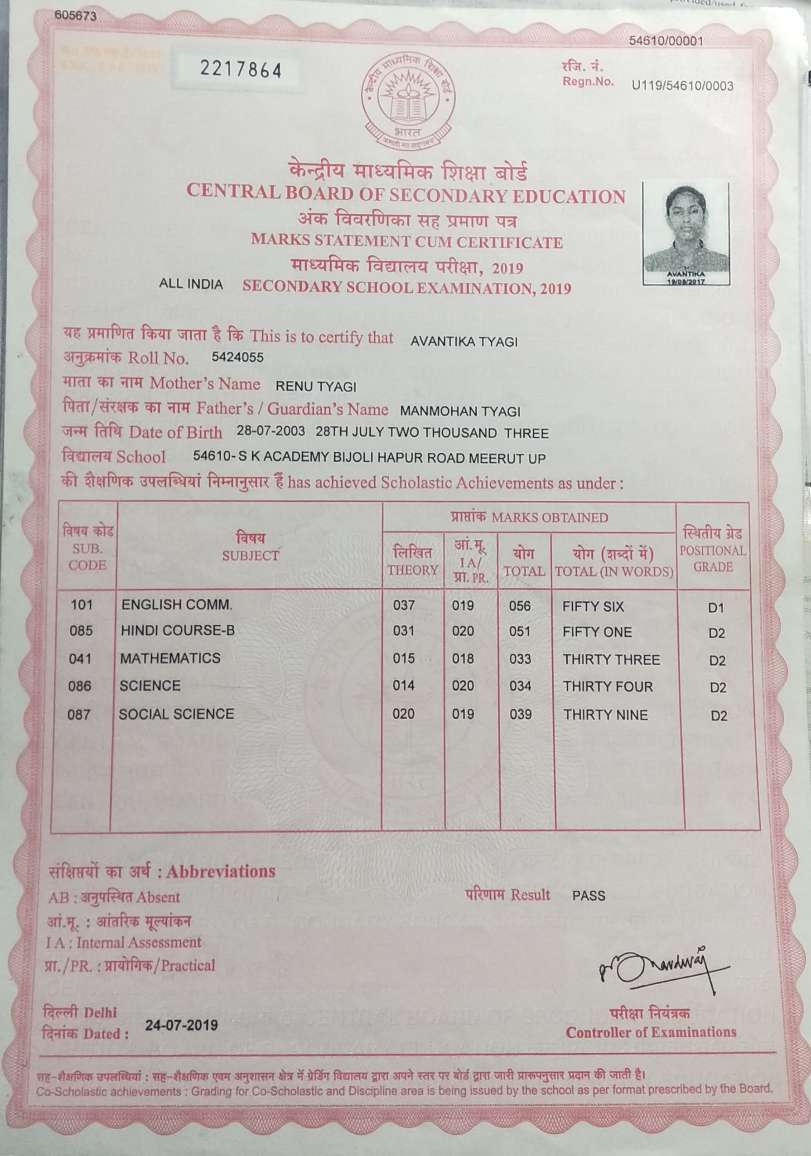 605673
54610/00001
2217864
रजि. नं.
Regn.No. U119/54610/0003
भारत
केन्द्रीय माध्यमिक शिक्षा बोर्ड
CENTRAL BOARD OF SECONDARY EDUCATION
अंक विवरणिका सह प्रमाण पत्र
MARKS STATEMENT CUM CERTIFICATE
माध्यमिक विद्यालय परीक्षा, 2019
ALL INDIA SECONDARY SCHOOL EXAMINATION, 2019
AVANTIKA
19/08/2017
यह प्रमाणित किया जाता है कि This is to certify that AVANTIKA TYAGI
अनुक्रमांक Roll No. 5424055
माता का नाम Mother's Name RENU TYAGI
पिता/संरक्षक का नाम Father's / Guardian's Name MANMOHAN TYAGI
जन्म तिथि Date of Birth 28-07-2003 28TH JULY TWO THOUSAND THREE
विद्यालय School 54610- S K ACADEMY BIJOLI HAPUR ROAD MEERUT UP
की शैक्षणिक उपलब्धियां निम्नानुसार हैं has achieved Scholastic Achievements as under :
विषय कोड SUB. CODE
विषय SUBJECT
प्राप्तांक MARKS OBTAINED
लिखित THEORY
आं.मू. I A/ प्रा. PR.
योग TOTAL
योग (शब्दों में) TOTAL (IN WORDS)
स्थितीय ग्रेड POSITIONAL GRADE
101 ENGLISH COMM. 037 019 056 FIFTY SIX D1
085 HINDI COURSE-B 031 020 051 FIFTY ONE D2
041 MATHEMATICS 015 018 033 THIRTY THREE D2
086 SCIENCE 014 020 034 THIRTY FOUR D2
087 SOCIAL SCIENCE 020 019 039 THIRTY NINE D2
संक्षिप्तियों का अर्थ : Abbreviations
AB : अनुपस्थित Absent
परिणाम Result PASS
आं.मू. : आंतरिक मूल्यांकन
I A : Internal Assessment
प्रा./PR. : प्रायोगिक/Practical
दिल्ली Delhi
दिनांक Dated : 24-07-2019
परीक्षा नियंत्रक
Controller of Examinations
सह-शैक्षणिक उपलब्धियां : सह-शैक्षणिक एवम अनुशासन क्षेत्र में ग्रेडिंग विद्यालय द्वारा अपने स्तर पर बोर्ड द्वारा जारी प्रारूपनुसार प्रदान की जाती है।
Co-Scholastic achievements : Grading for Co-Scholastic and Discipline area is being issued by the school as per format prescribed by the Board.